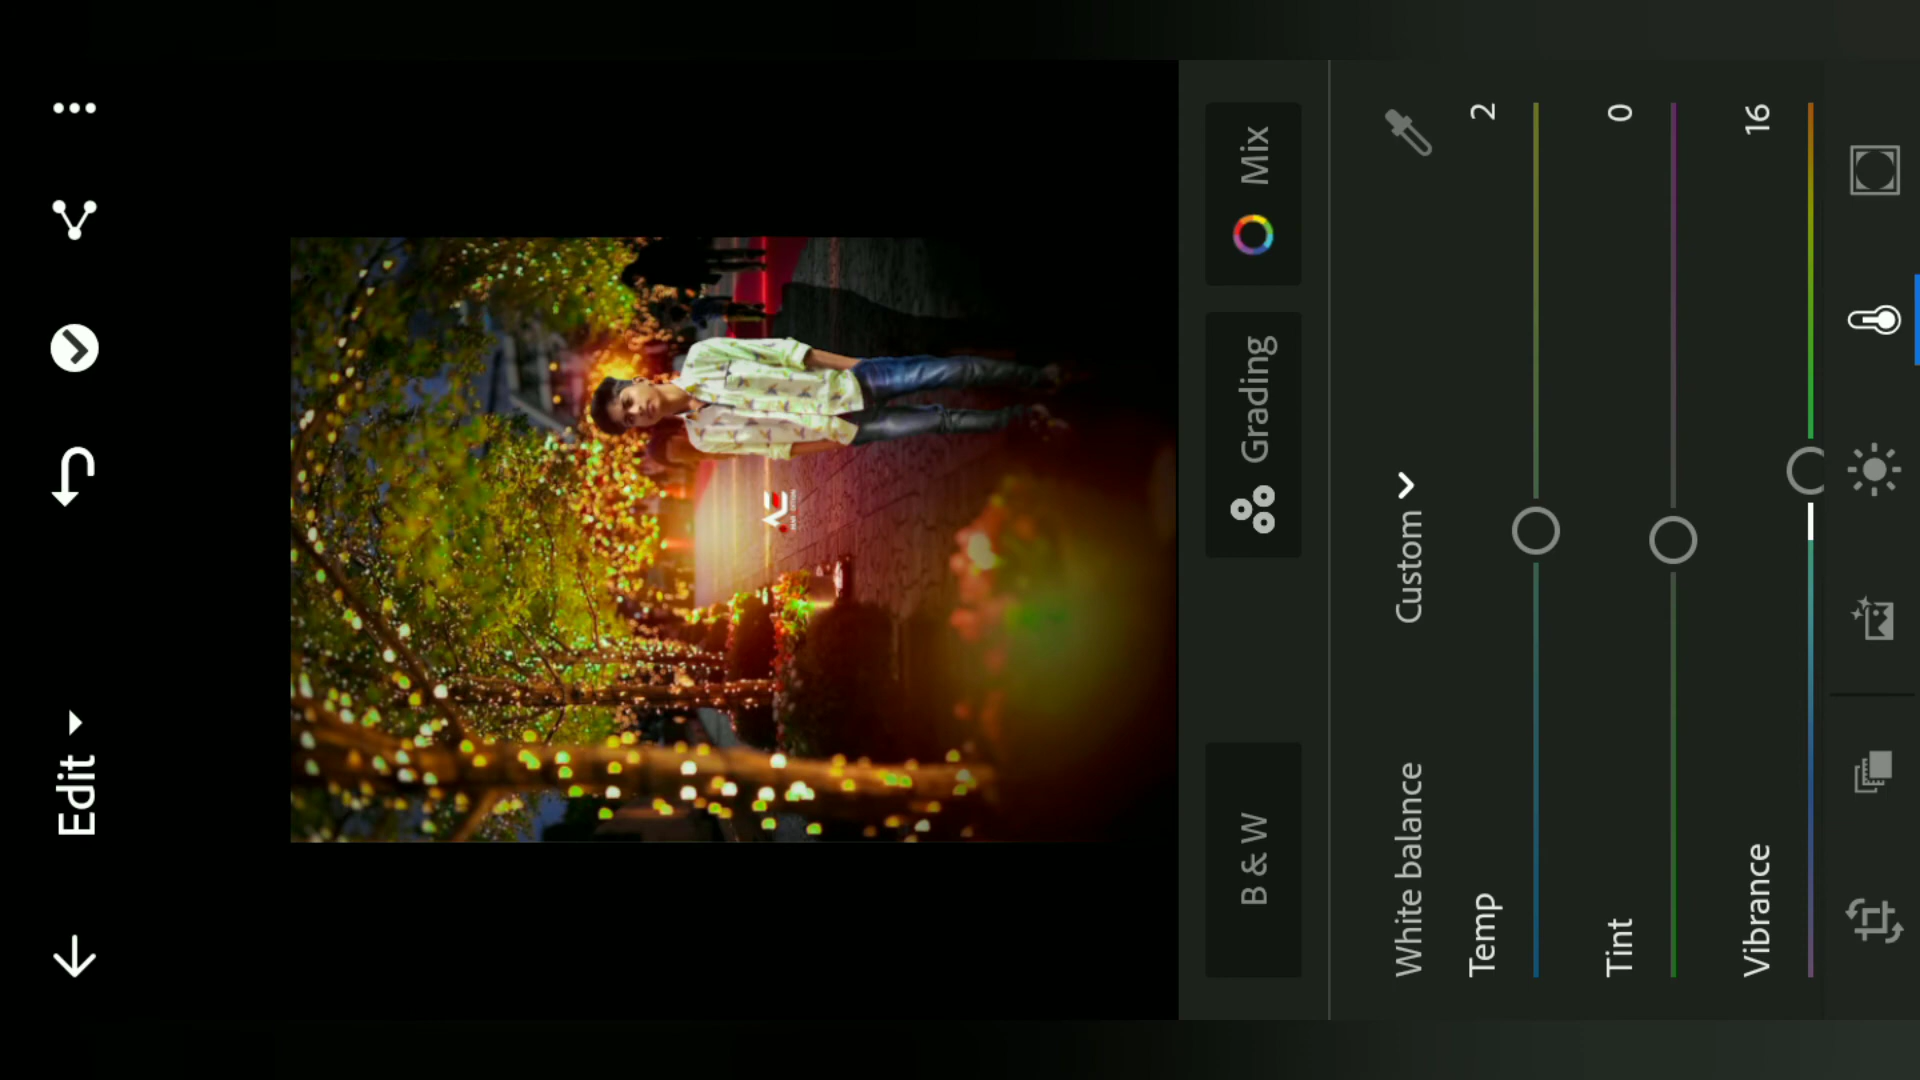 Edit
B & W
Grading
Mix
White balance
Custom
Temp
2
Tint
0
Vibrance
16